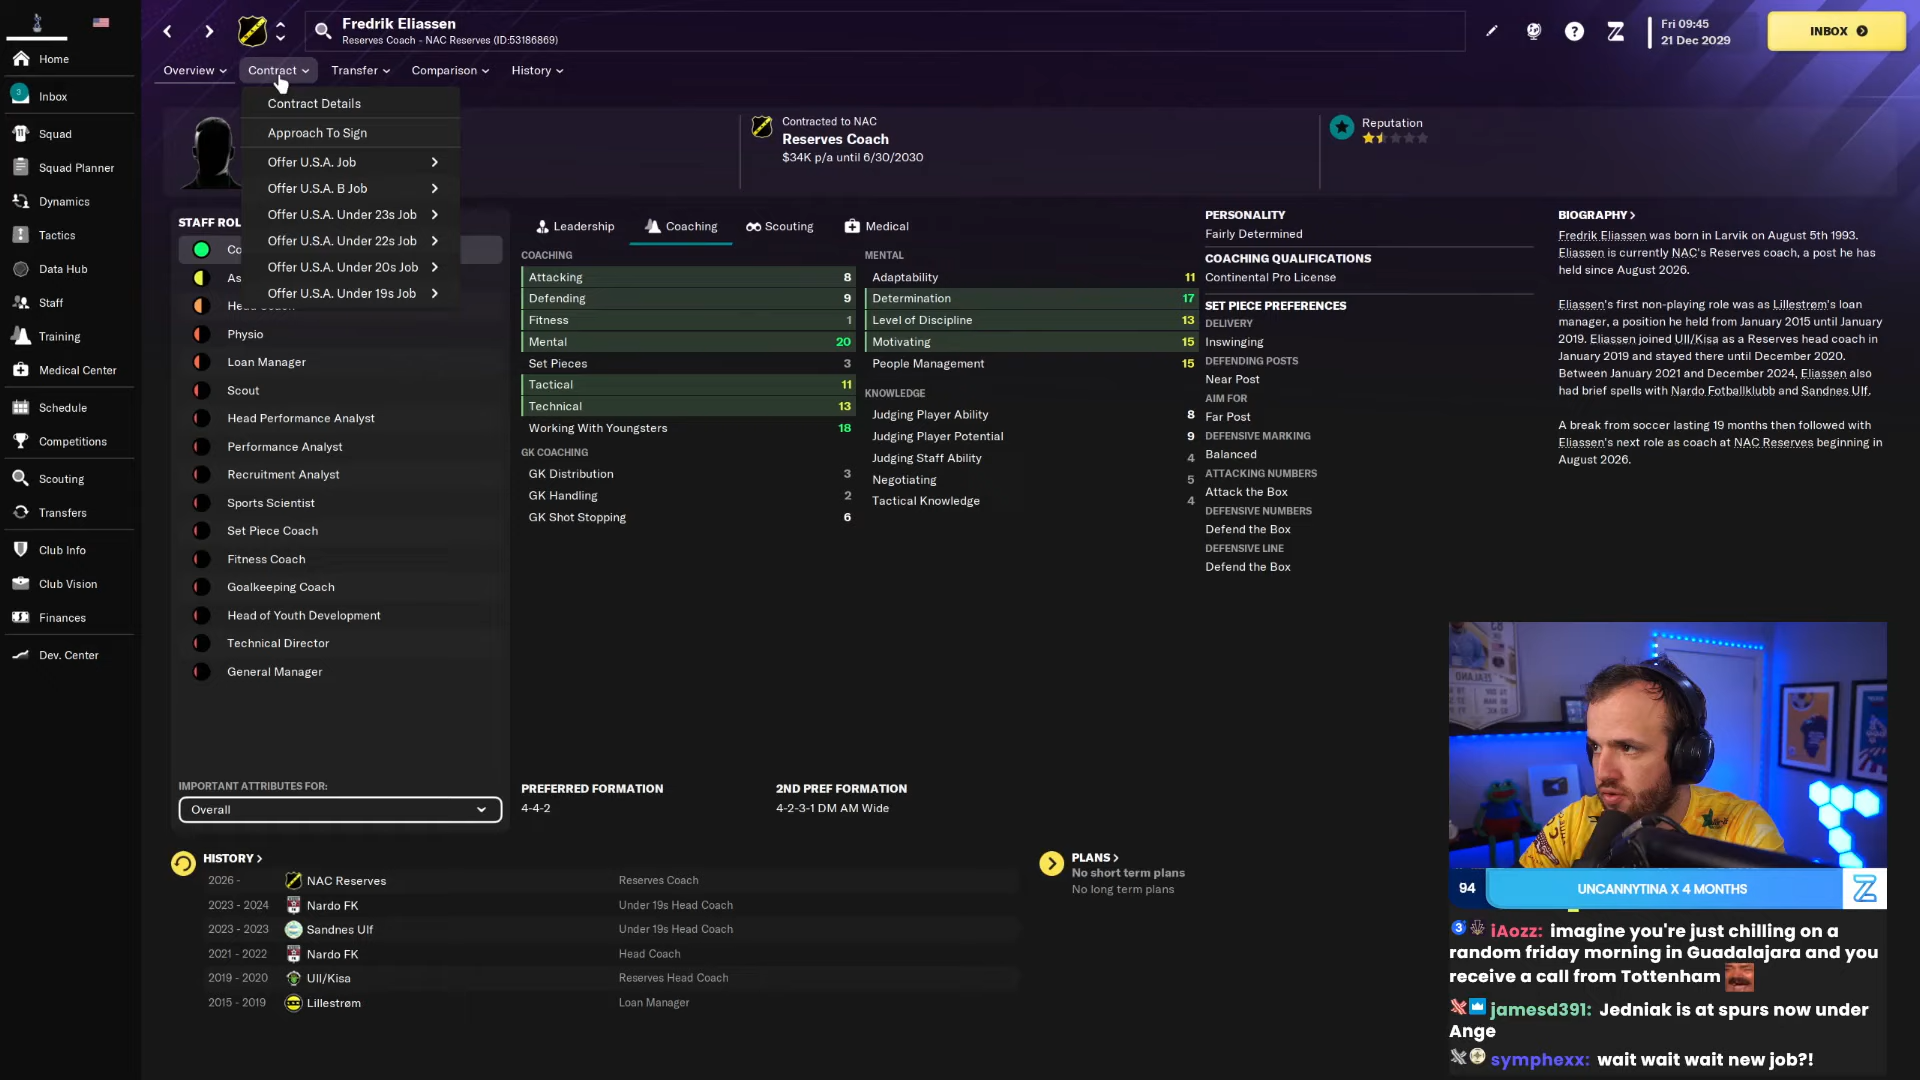 Fredrik Eliassen
Reserves Coach - NAC Reserves (ID:53186869)
Fri 09:45
21 Dec 2029
INBOX
Home
3
Inbox
Squad
Squad Planner
Dynamics
Tactics
Data Hub
Staff
Training
Medical Center
Schedule
Competitions
Scouting
Transfers
Club Info
Club Vision
Finances
Dev. Center
Overview
Contract
Transfer
Comparison
History
Contract Details
Approach To Sign
Offer U.S.A. Job
Offer U.S.A. B Job
Offer U.S.A. Under 23s Job
Offer U.S.A. Under 22s Job
Offer U.S.A. Under 20s Job
Offer U.S.A. Under 19s Job
Contracted to NAC
Reserves Coach
$34K p/a until 6/30/2030
Reputation
STAFF ROL
Co
As
Head Coach
Physio
Loan Manager
Scout
Head Performance Analyst
Performance Analyst
Recruitment Analyst
Sports Scientist
Set Piece Coach
Fitness Coach
Goalkeeping Coach
Head of Youth Development
Technical Director
General Manager
IMPORTANT ATTRIBUTES FOR:
Overall
Leadership
Coaching
Scouting
Medical
COACHING
Attacking 8
Defending 9
Fitness 1
Mental 20
Set Pieces 3
Tactical 11
Technical 13
Working With Youngsters 18
GK COACHING
GK Distribution 3
GK Handling 2
GK Shot Stopping 6
MENTAL
Adaptability 11
Determination 17
Level of Discipline 13
Motivating 15
People Management 15
KNOWLEDGE
Judging Player Ability 8
Judging Player Potential 9
Judging Staff Ability 4
Negotiating 5
Tactical Knowledge 4
PERSONALITY
Fairly Determined
COACHING QUALIFICATIONS
Continental Pro License
SET PIECE PREFERENCES
DELIVERY
Inswinging
DEFENDING POSTS
Near Post
AIM FOR
Far Post
DEFENSIVE MARKING
Balanced
ATTACKING NUMBERS
Attack the Box
DEFENSIVE NUMBERS
Defend the Box
DEFENSIVE LINE
Defend the Box
BIOGRAPHY >
Fredrik Eliassen was born in Larvik on August 5th 1993.
Eliassen is currently NAC's Reserves coach, a post he has
held since August 2026.
Eliassen's first non-playing role was as Lillestrøm's loan
manager, a position he held from January 2015 until January
2019. Eliassen joined Ull/Kisa as a Reserves head coach in
January 2019 and stayed there until December 2020.
Between January 2021 and December 2024, Eliassen also
had brief spells with Nardo Fotballklubb and Sandnes Ulf.
A break from soccer lasting 19 months then followed with
Eliassen's next role as coach at NAC Reserves beginning in
August 2026.
PREFERRED FORMATION
4-4-2
2ND PREF FORMATION
4-2-3-1 DM AM Wide
HISTORY >
2026 - NAC Reserves Reserves Coach
2023 - 2024 Nardo FK Under 19s Head Coach
2023 - 2023 Sandnes Ulf Under 19s Head Coach
2021 - 2022 Nardo FK Head Coach
2019 - 2020 Ull/Kisa Reserves Head Coach
2015 - 2019 Lillestrøm Loan Manager
PLANS >
No short term plans
No long term plans
94 UNCANNYTINA X 4 MONTHS
iAozz: imagine you're just chilling on a
random friday morning in Guadalajara and you
receive a call from Tottenham
jamesd391: Jedniak is at spurs now under
Ange
symphexx: wait wait wait new job?!